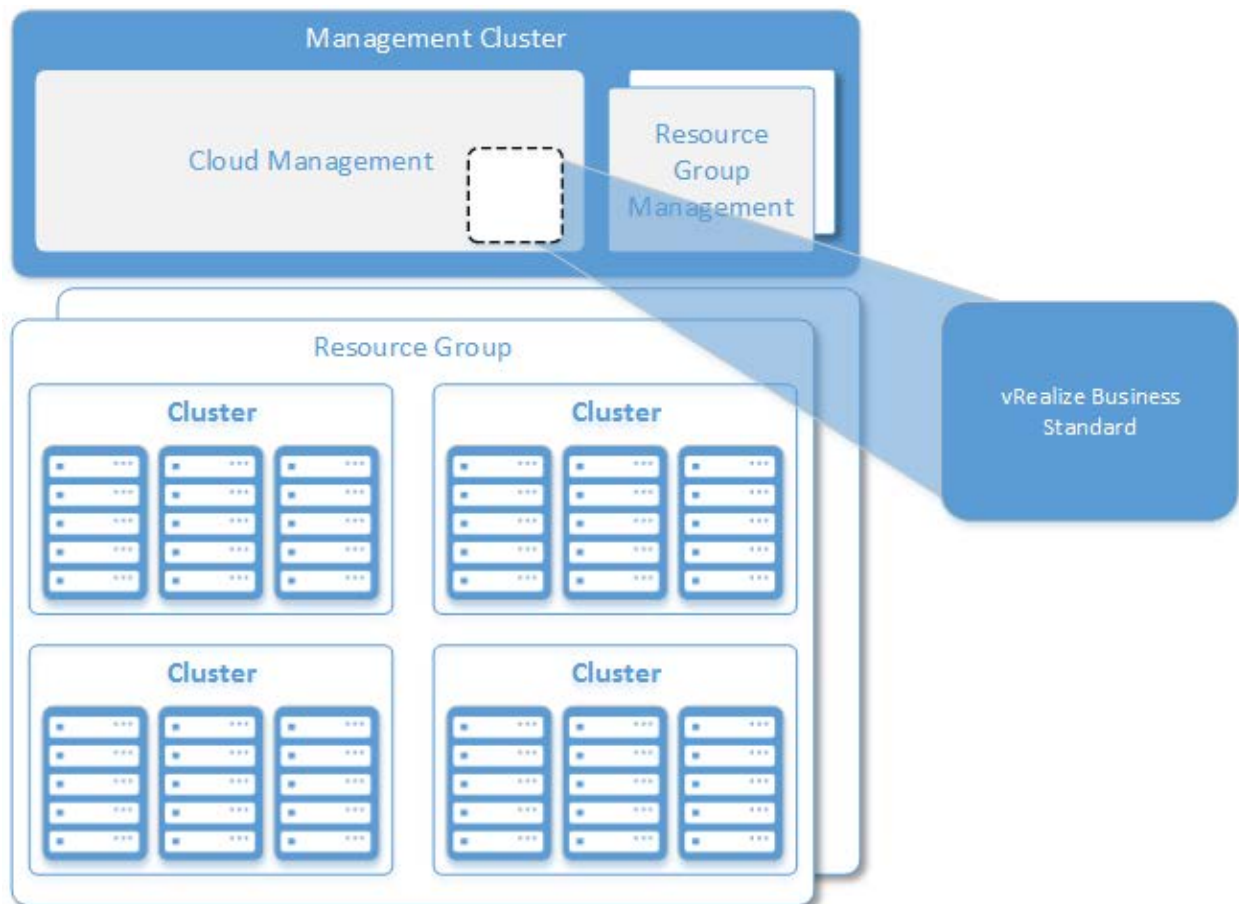 Management Cluster
Cloud Management
Resource
Group
Management
Resource Group
Cluster
Cluster
vRealize Business
Standard
Cluster
Cluster